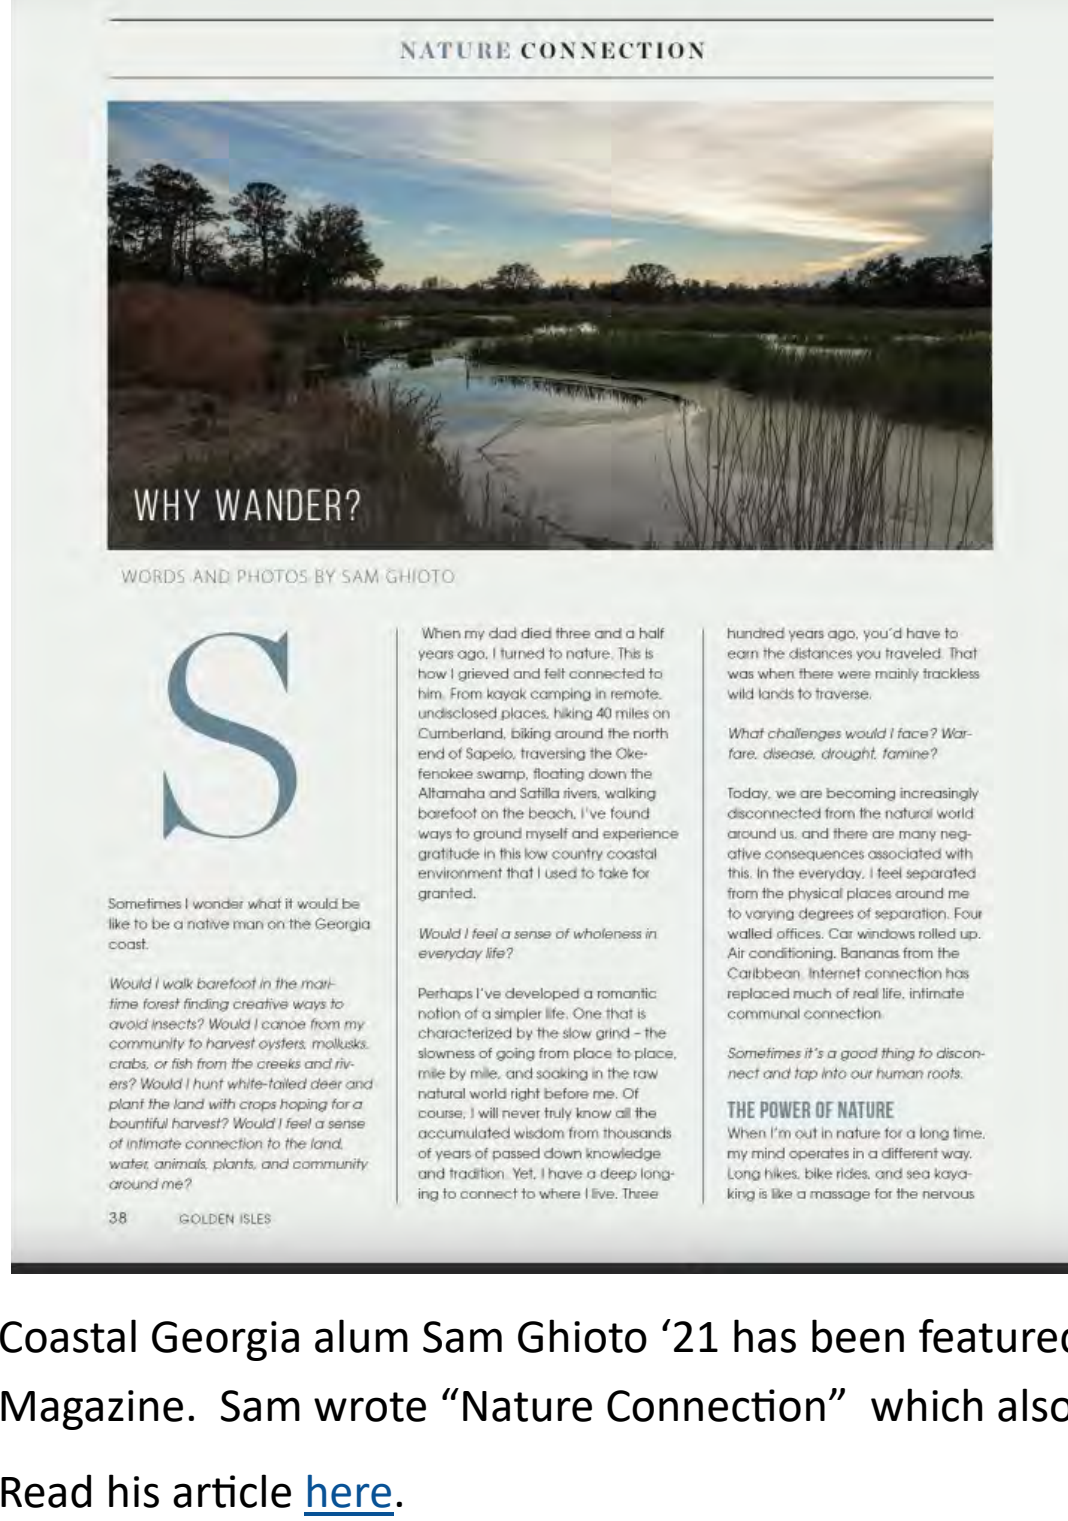 NATURE CONNECTION
WHY WANDER?
WORDS AND PHOTOS BY SAM GHIOTO
S
Sometimes I wonder what it would be
like to be a native man on the Georgia
coast.
Would I walk barefoot in the mari-
time forest finding creative ways to
avoid insects? Would I canoe from my
community to harvest oysters, mollusks,
crabs, or fish from the creeks and riv-
ers? Would I hunt white-tailed deer and
plant the land with crops hoping for a
bountiful harvest? Would I feel a sense
of intimate connection to the land,
water, animals, plants, and community
around me?
When my dad died three and a half
years ago, I turned to nature. This is
how I grieved and felt connected to
him. From kayak camping in remote,
undisclosed places, hiking 40 miles on
Cumberland, biking around the north
end of Sapelo, traversing the Oke-
fenokee swamp, floating down the
Altamaha and Satilla rivers, walking
barefoot on the beach, I've found
ways to ground myself and experience
gratitude in this low country coastal
environment that I used to take for
granted.
Would I feel a sense of wholeness in
everyday life?
Perhaps I've developed a romantic
notion of a simpler life. One that is
characterized by the slow grind – the
slowness of going from place to place,
mile by mile, and soaking in the raw
natural world right before me. Of
course, I will never truly know all the
accumulated wisdom from thousands
of years of passed down knowledge
and tradition. Yet, I have a deep long-
ing to connect to where I live. Three
hundred years ago, you'd have to
earn the distances you traveled. That
was when there were mainly trackless
wild lands to traverse.
What challenges would I face? War-
fare, disease, drought, famine?
Today, we are becoming increasingly
disconnected from the natural world
around us, and there are many neg-
ative consequences associated with
this. In the everyday, I feel separated
from the physical places around me
to varying degrees of separation. Four
walled offices. Car windows rolled up.
Air conditioning. Bananas from the
Caribbean. Internet connection has
replaced much of real life, intimate
communal connection.
Sometimes it's a good thing to discon-
nect and tap into our human roots.
THE POWER OF NATURE
When I'm out in nature for a long time,
my mind operates in a different way.
Long hikes, bike rides, and sea kaya-
king is like a massage for the nervous
38 GOLDEN ISLES
Coastal Georgia alum Sam Ghioto ‘21 has been featured
Magazine. Sam wrote “Nature Connection” which also
Read his article here.